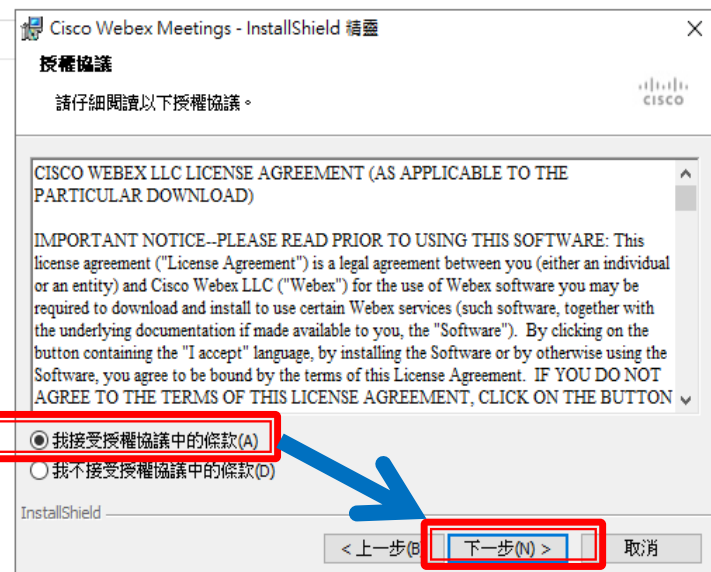 Cisco Webex Meetings - InstallShield 精靈
授權協議
請仔細閱讀以下授權協議。
CISCO
CISCO WEBEX LLC LICENSE AGREEMENT (AS APPLICABLE TO THE
PARTICULAR DOWNLOAD)
IMPORTANT NOTICE--PLEASE READ PRIOR TO USING THIS SOFTWARE: This
license agreement ("License Agreement") is a legal agreement between you (either an individual
or an entity) and Cisco Webex LLC ("Webex") for the use of Webex software you may be
required to download and install to use certain Webex services (such software, together with
the underlying documentation if made available to you, the "Software"). By clicking on the
button containing the "I accept" language, by installing the Software or by otherwise using the
Software, you agree to be bound by the terms of this License Agreement. IF YOU DO NOT
AGREE TO THE TERMS OF THIS LICENSE AGREEMENT, CLICK ON THE BUTTON
我接受授權協議中的條款(A)
我不接受授權協議中的條款(D)
InstallShield
< 上一步(B 下一步(N) > 取消